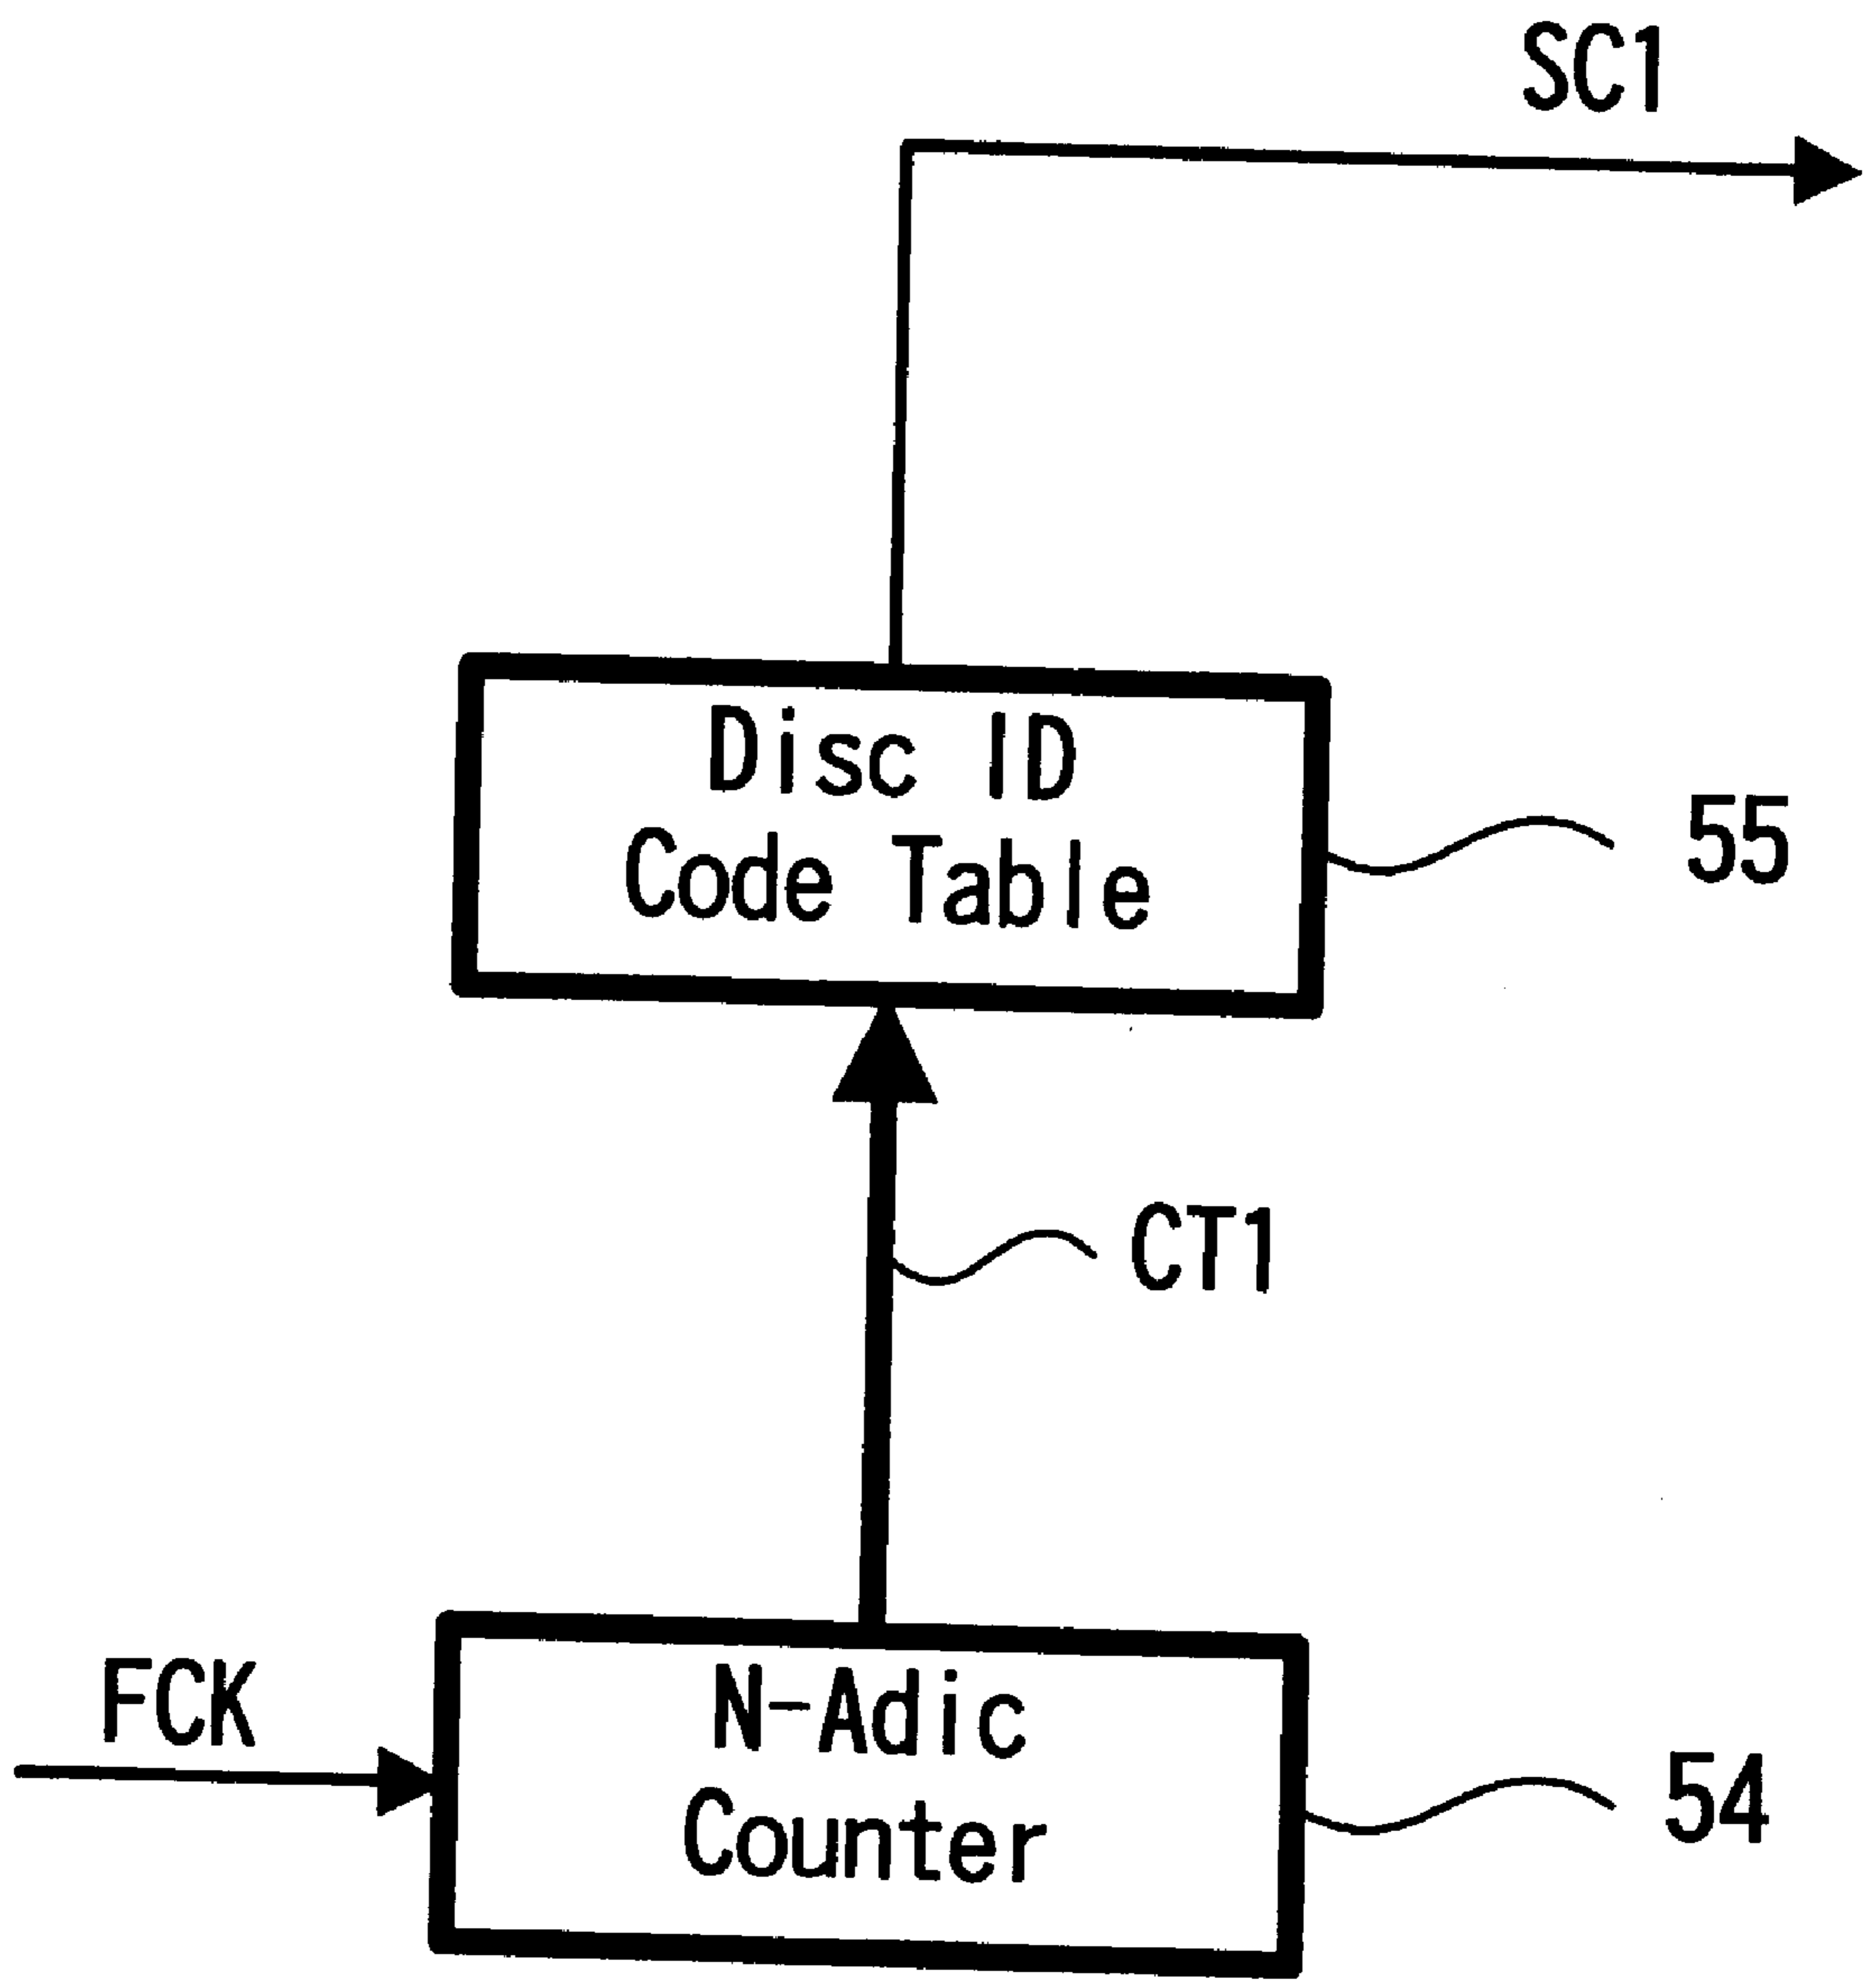 SC1
Disc ID
Code Table
55
CT1
FCK
N-Adic
Counter
54